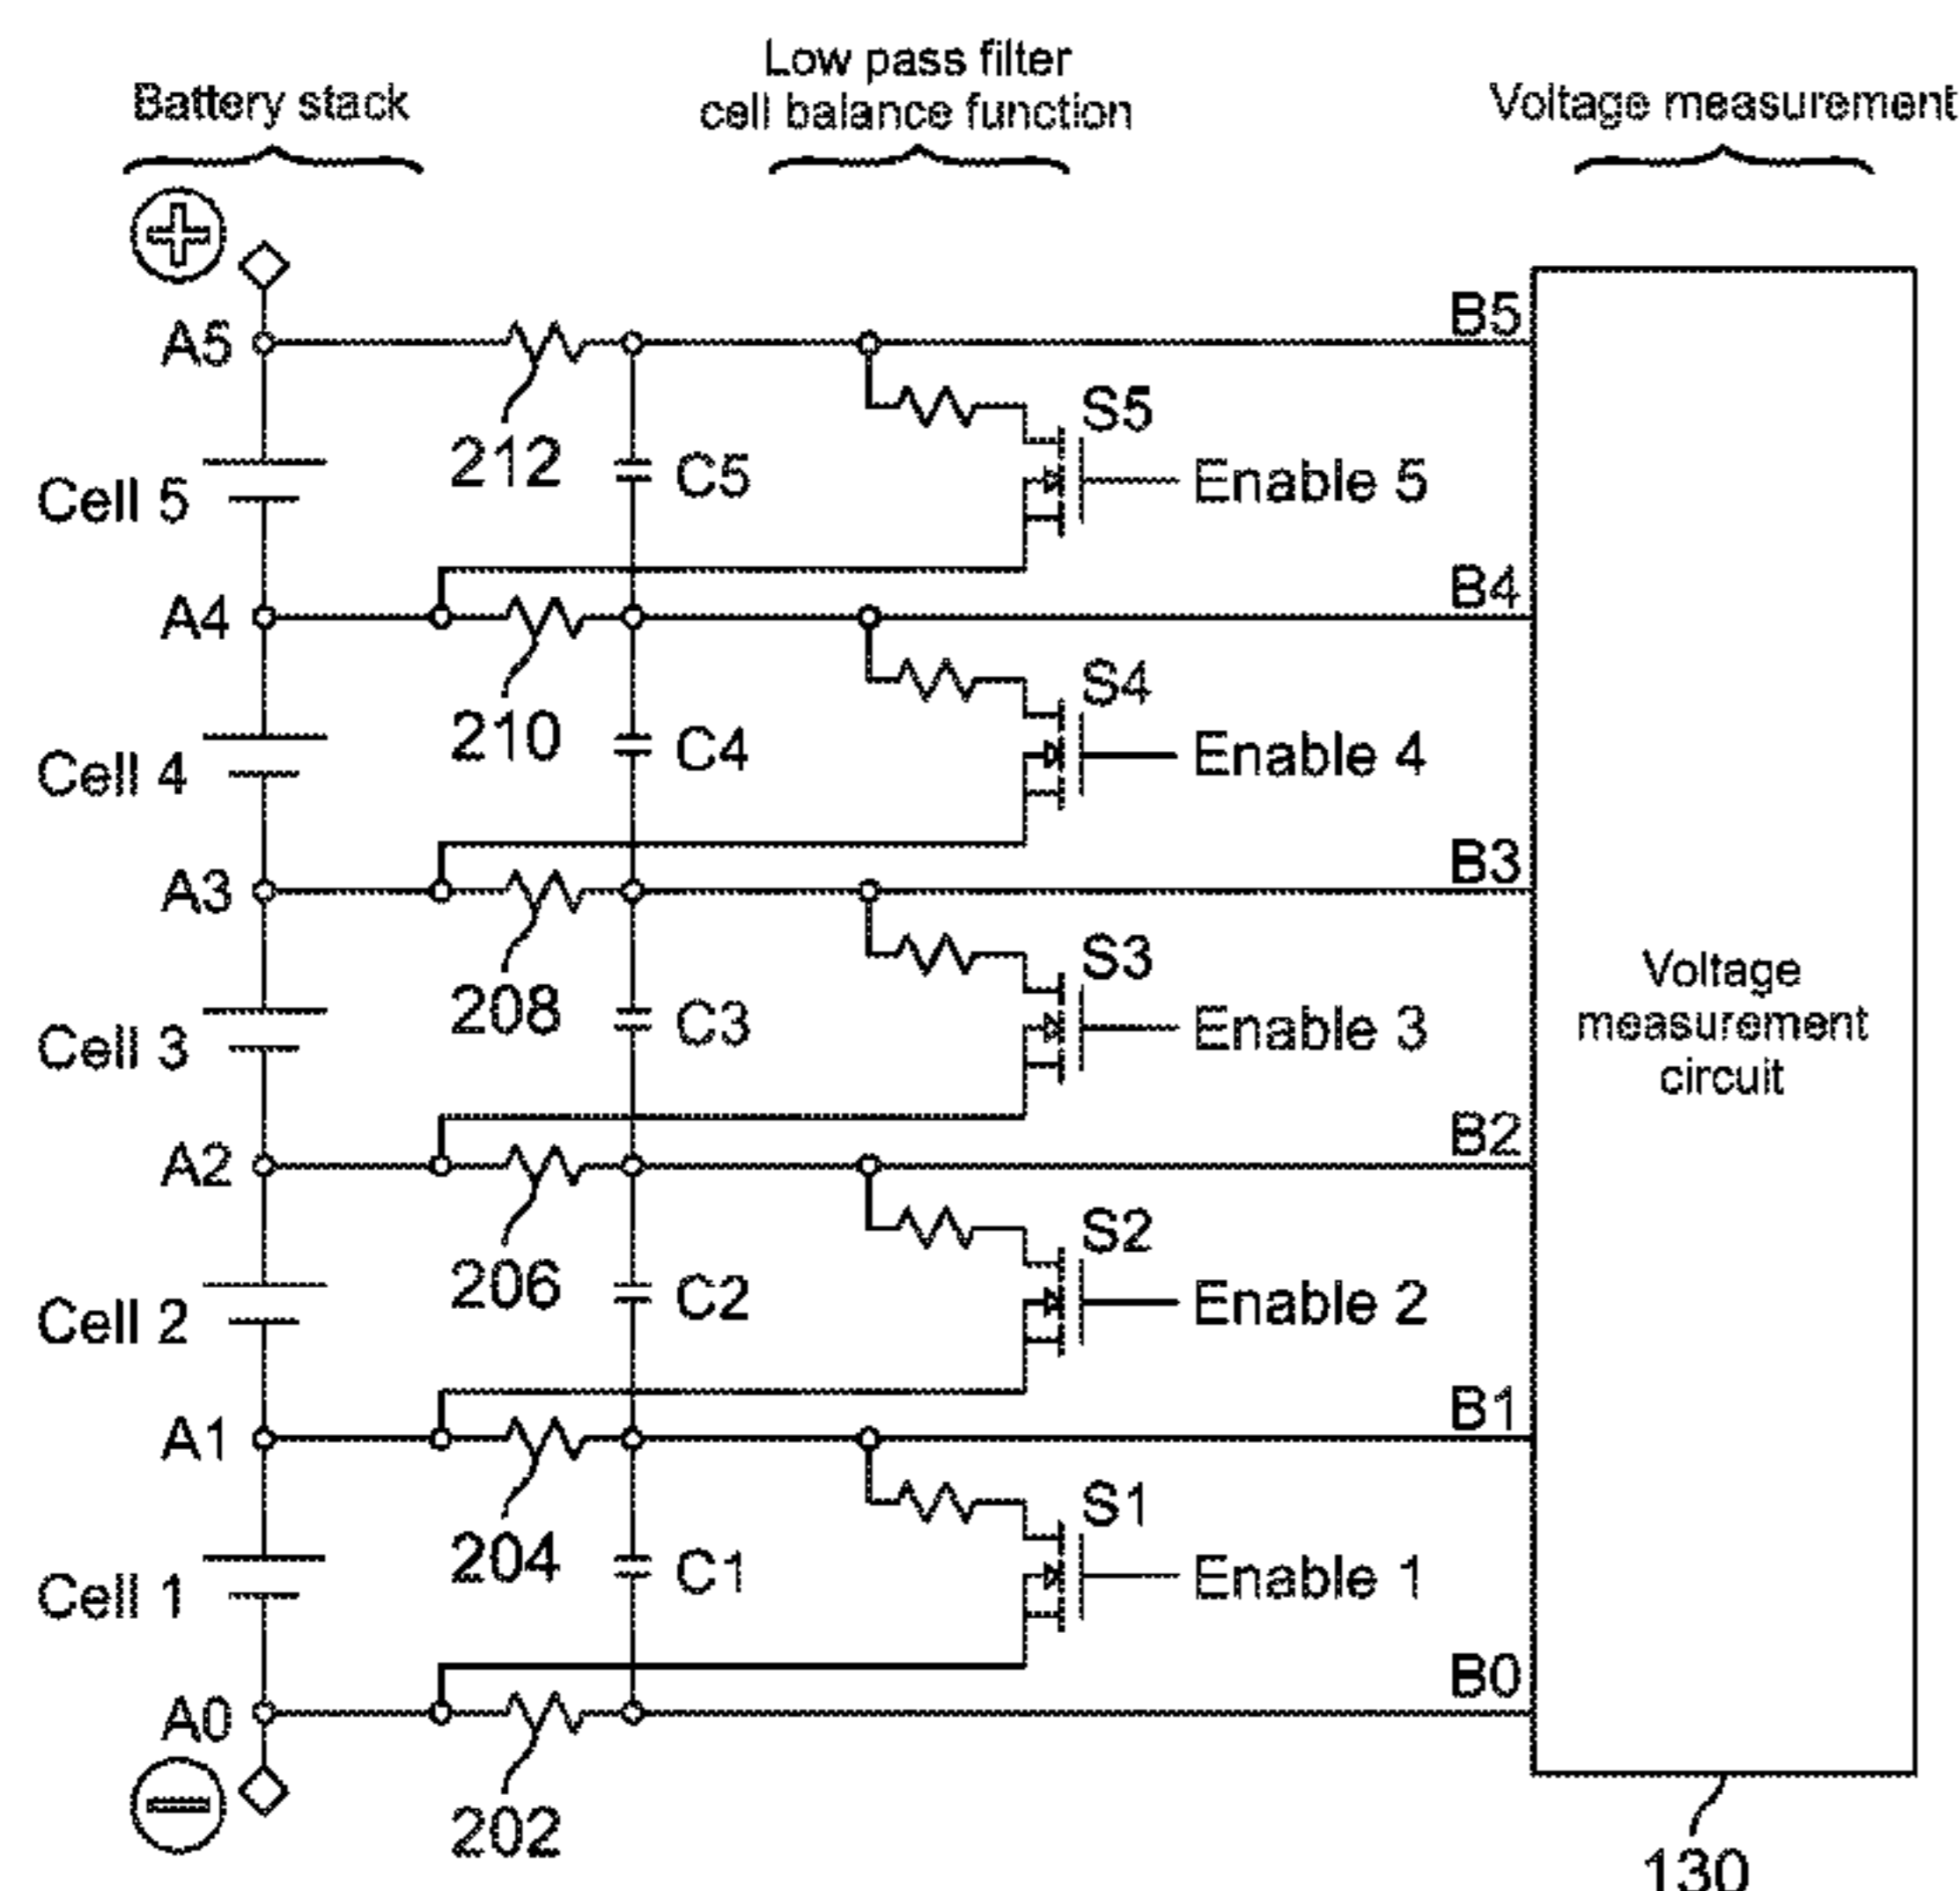 Battery stack
Low pass filter
cell balance function
Voltage measurement
A5
B5
212
C5
S5
Enable 5
Cell 5
A4
B4
210
C4
S4
Enable 4
Cell 4
A3
B3
208
C3
S3
Enable 3
Cell 3
Voltage
measurement
circuit
A2
B2
206
C2
S2
Enable 2
Cell 2
A1
B1
204
C1
S1
Enable 1
Cell 1
A0
B0
202
130